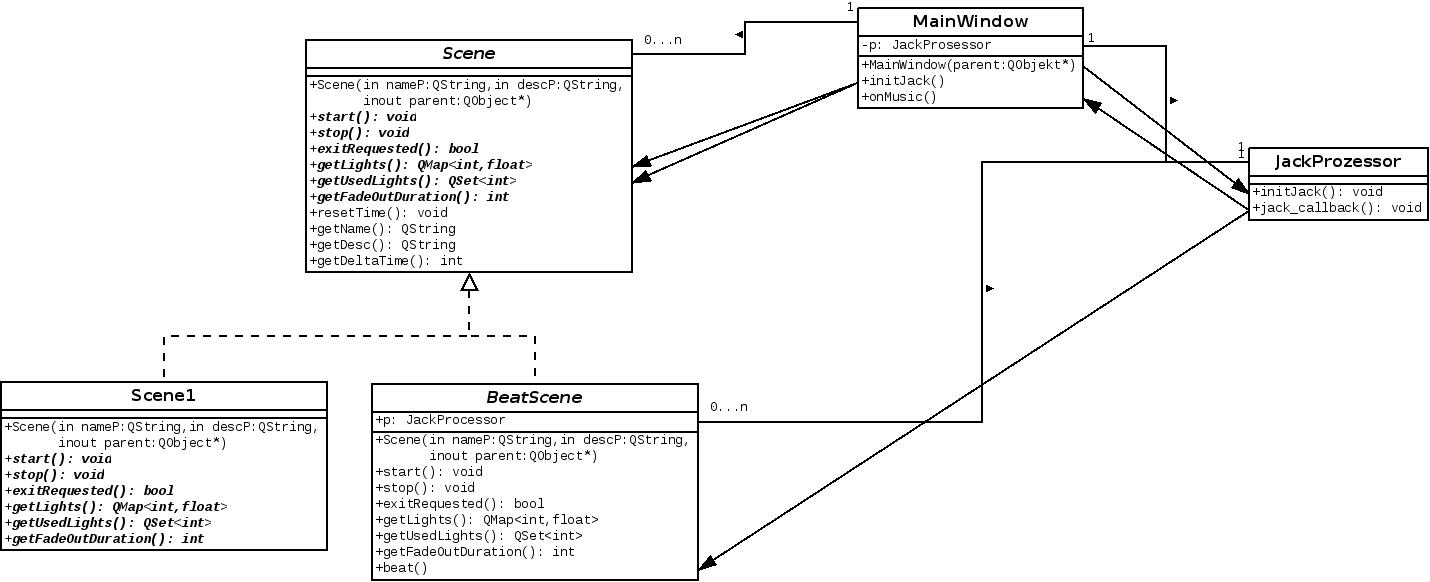 1
MainWindow
-p: JackProsessor
+MainWindow(parent:QObjekt*)
+initJack()
+onMusic()
0...n
1
Scene
+Scene(in nameP:QString,in descP:QString,
inout parent:QObject*)
+start(): void
+stop(): void
+exitRequested(): bool
+getLights(): QMap<int,float>
+getUsedLights(): QSet<int>
+getFadeOutDuration(): int
+resetTime(): void
+getName(): QString
+getDesc(): QString
+getDeltaTime(): int
1
1
JackProzessor
+initJack(): void
+jack_callback(): void
Scene1
+Scene(in nameP:QString,in descP:QString,
inout parent:QObject*)
+start(): void
+stop(): void
+exitRequested(): bool
+getLights(): QMap<int,float>
+getUsedLights(): QSet<int>
+getFadeOutDuration(): int
BeatScene
+p: JackProcessor
+Scene(in nameP:QString,in descP:QString,
inout parent:QObject*)
+start(): void
+stop(): void
+exitRequested(): bool
+getLights(): QMap<int,float>
+getUsedLights(): QSet<int>
+getFadeOutDuration(): int
+beat()
0...n